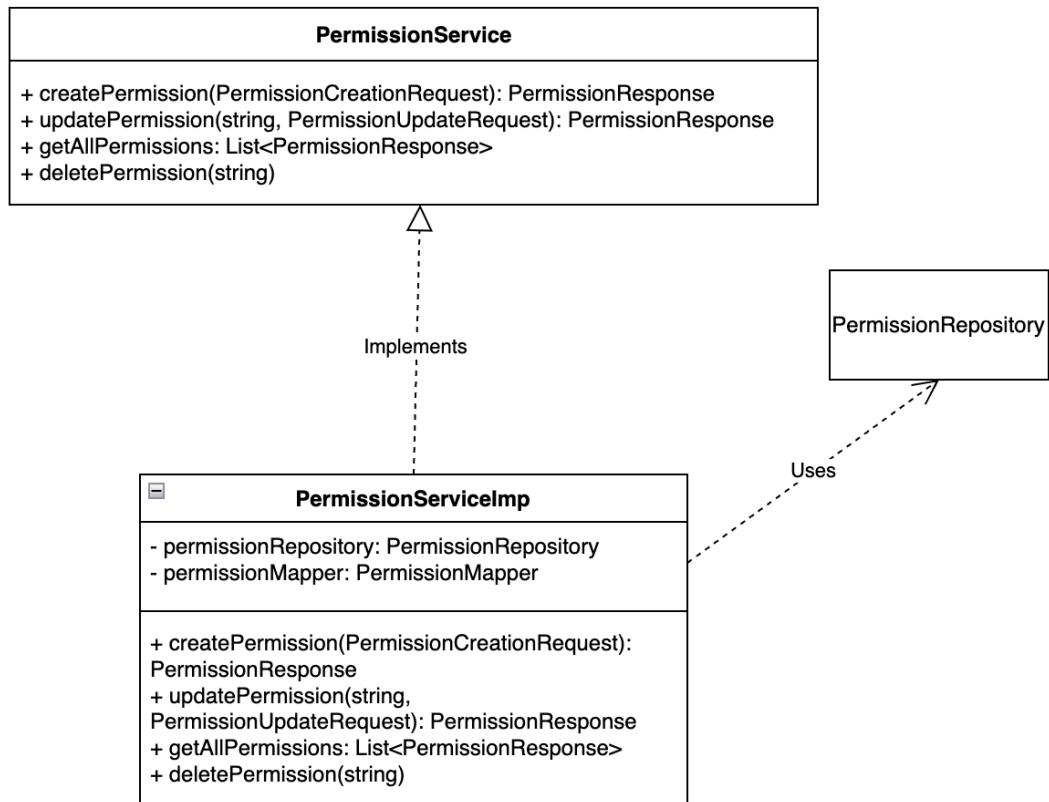 PermissionService
+ createPermission(PermissionCreationRequest): PermissionResponse
+ updatePermission(string, PermissionUpdateRequest): PermissionResponse
+ getAllPermissions: List<PermissionResponse>
+ deletePermission(string)
PermissionRepository
Implements
Uses
PermissionServiceImp
- permissionRepository: PermissionRepository
- permissionMapper: PermissionMapper
+ createPermission(PermissionCreationRequest):
PermissionResponse
+ updatePermission(string,
PermissionUpdateRequest): PermissionResponse
+ getAllPermissions: List<PermissionResponse>
+ deletePermission(string)